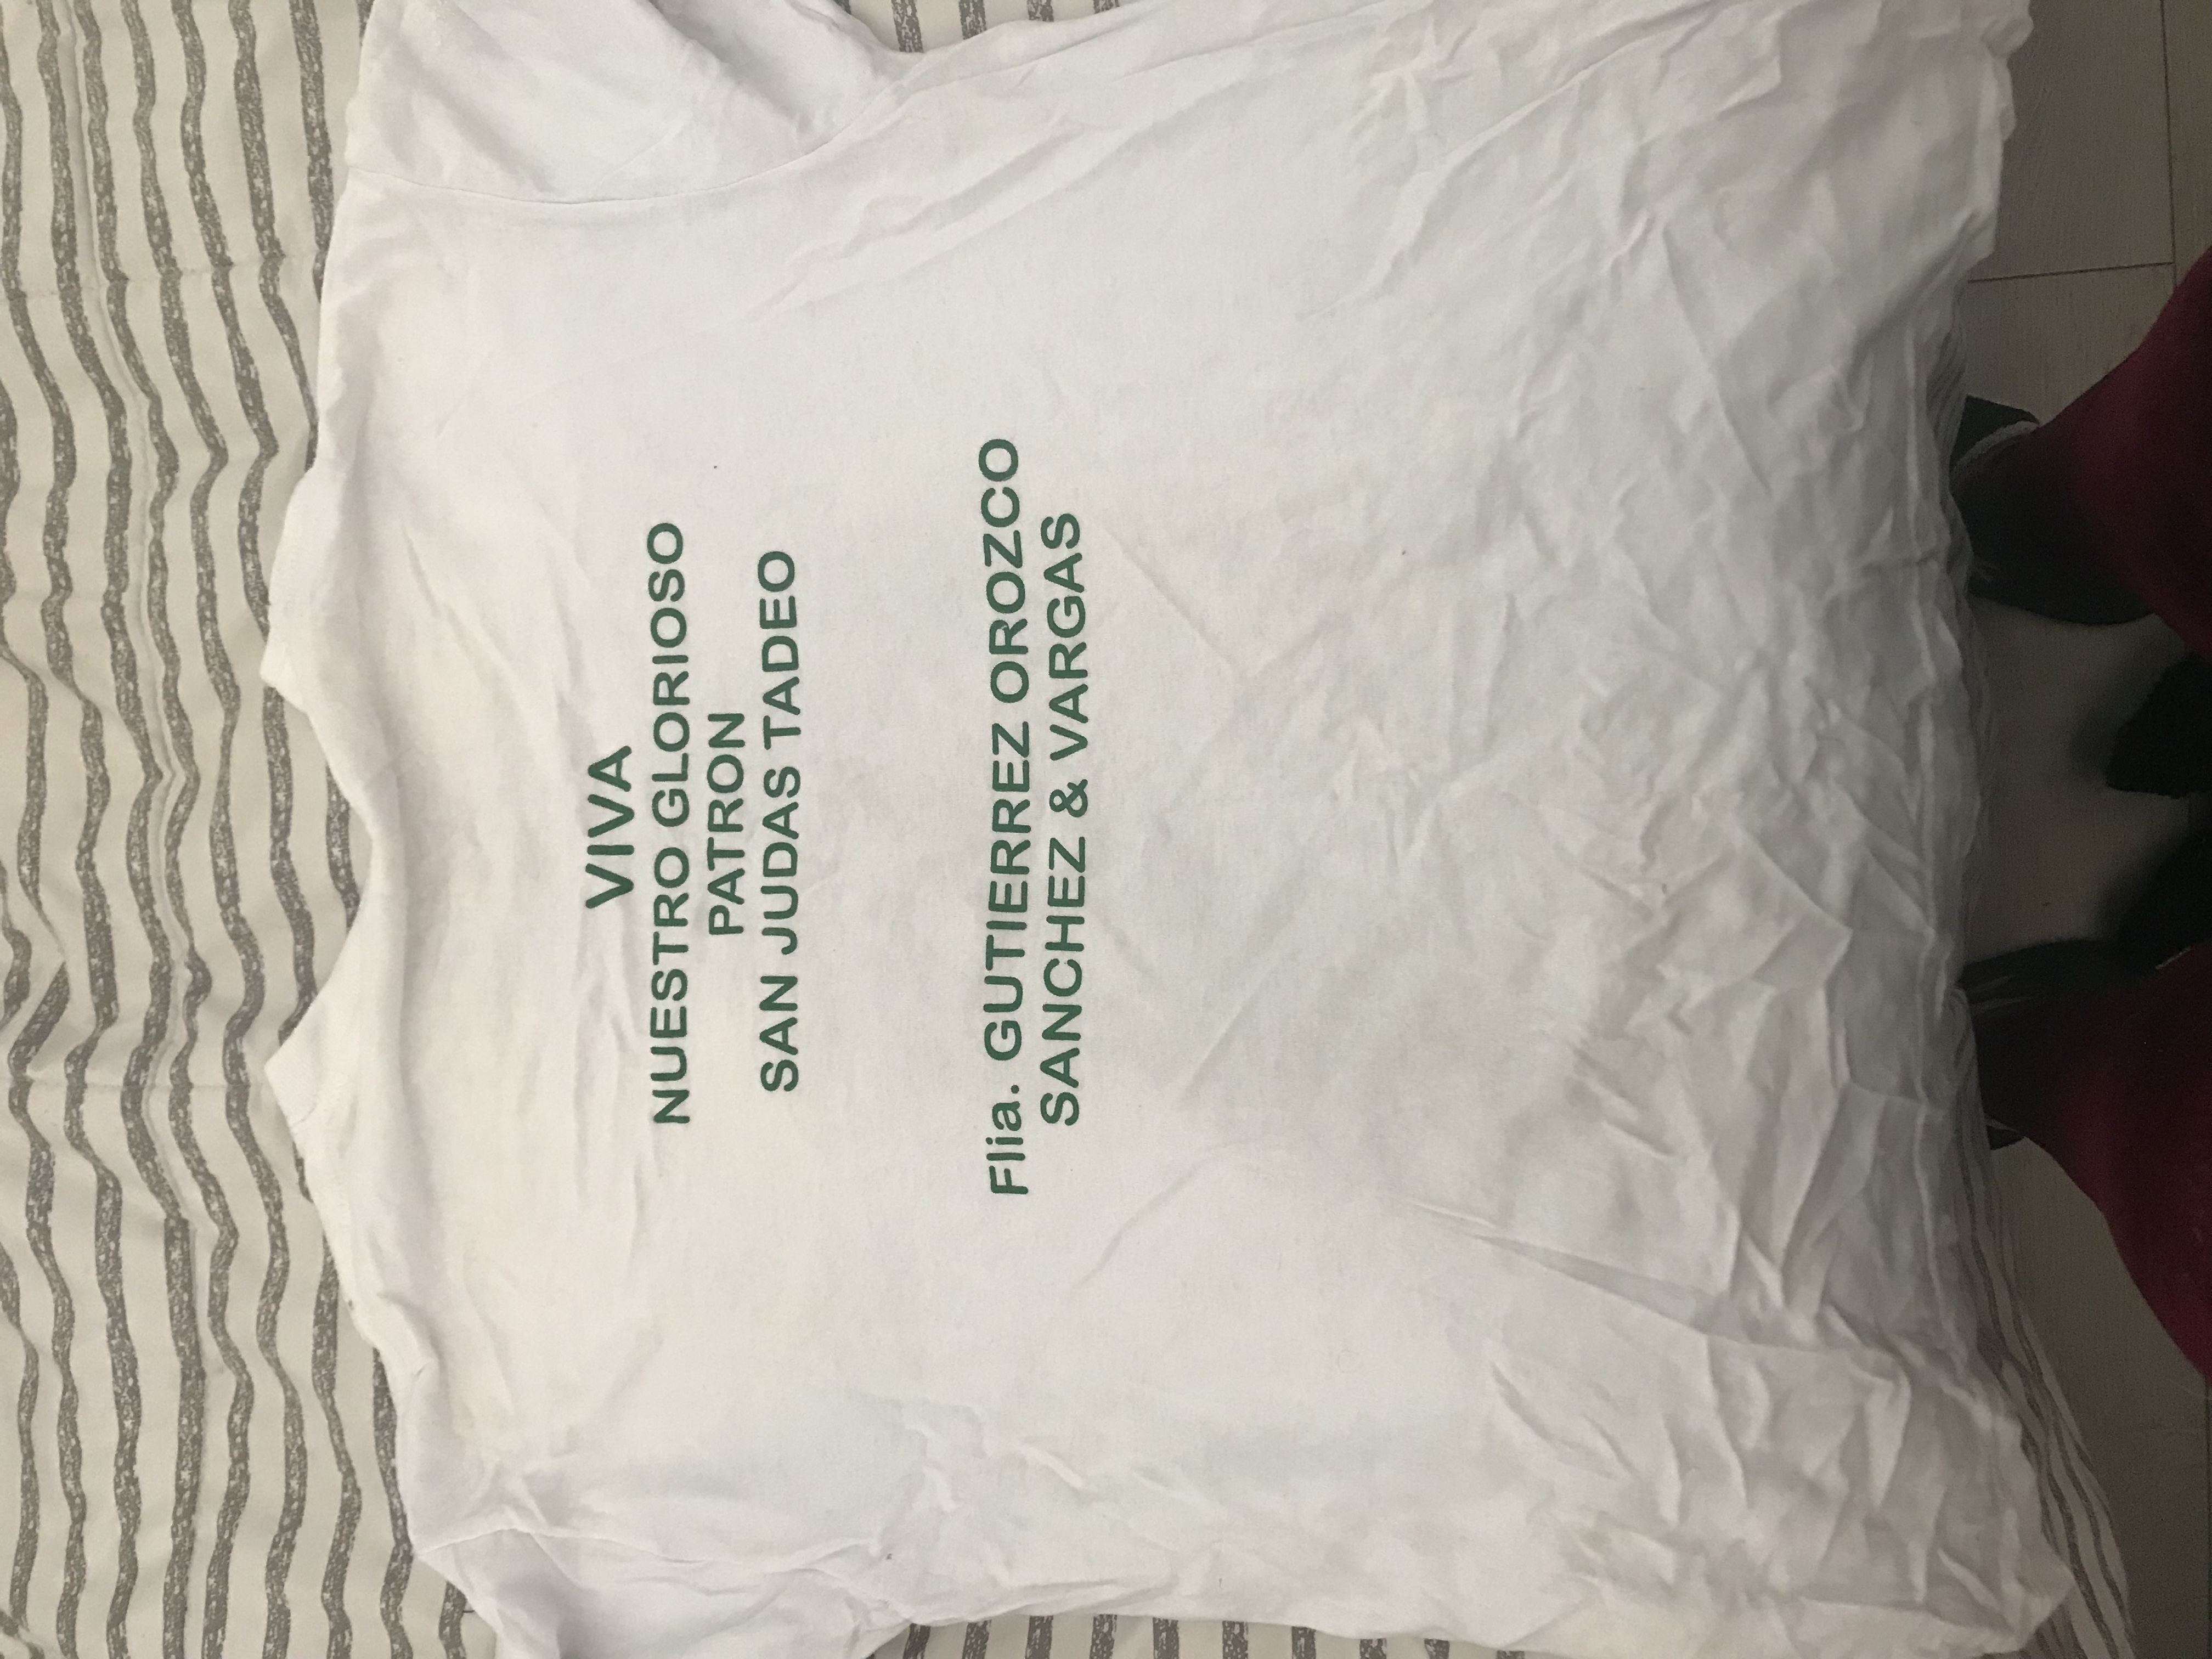 VIVA
NUESTRO GLORIOSO
PATRON
SAN JUDAS TADEO
Flia. GUTIERREZ OROZCO
SANCHEZ & VARGAS